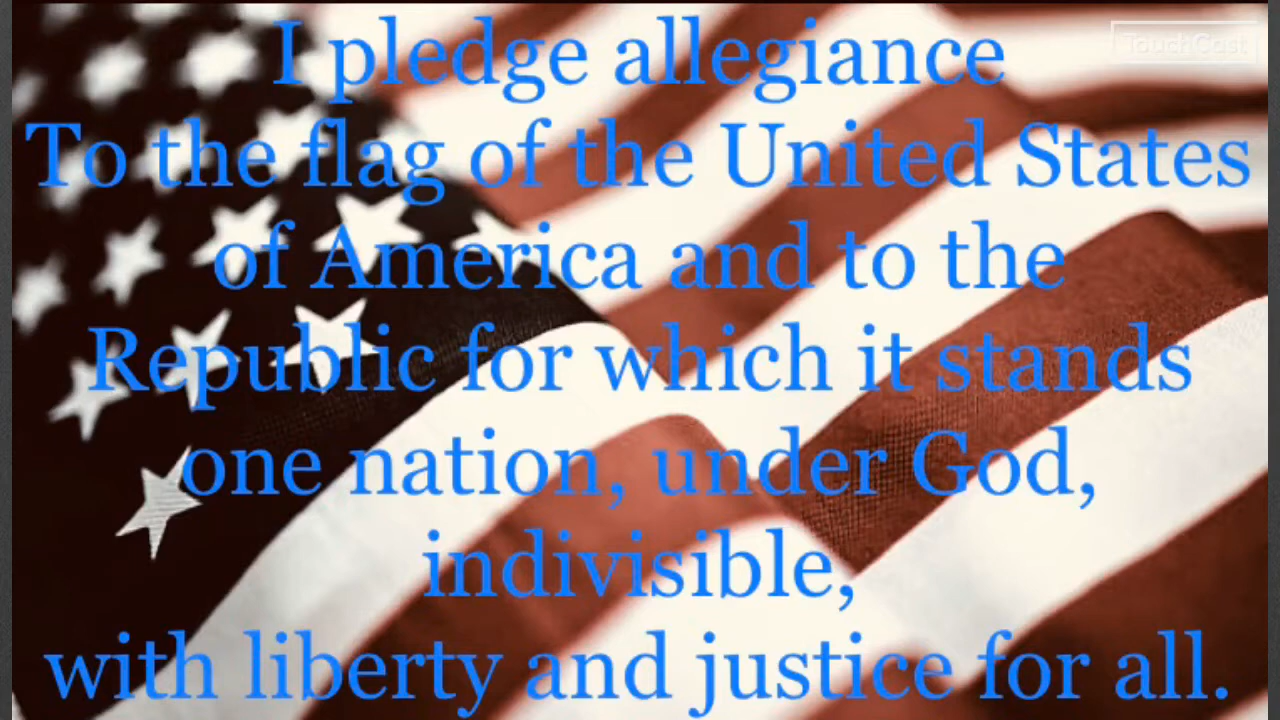 TouchCast
I pledge allegiance
To the flag of the United States
of America and to the
Republic for which it stands
one nation, under God,
indivisible,
with liberty and justice for all.